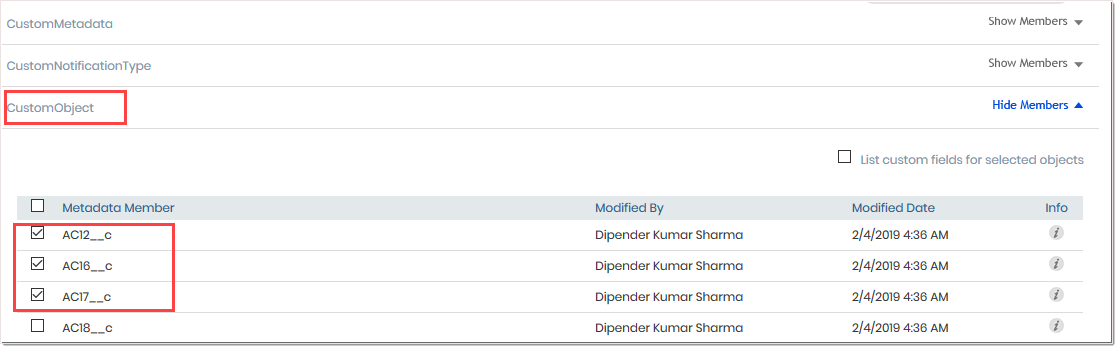 CustomMetadata Show Members
CustomNotificationType Show Members
CustomObject Hide Members
List custom fields for selected objects
Metadata Member Modified By Modified Date Info
AC12__c Dipender Kumar Sharma 2/4/2019 4:36 AM i
AC16__c Dipender Kumar Sharma 2/4/2019 4:36 AM i
AC17__c Dipender Kumar Sharma 2/4/2019 4:36 AM i
AC18__c Dipender Kumar Sharma 2/4/2019 4:36 AM i